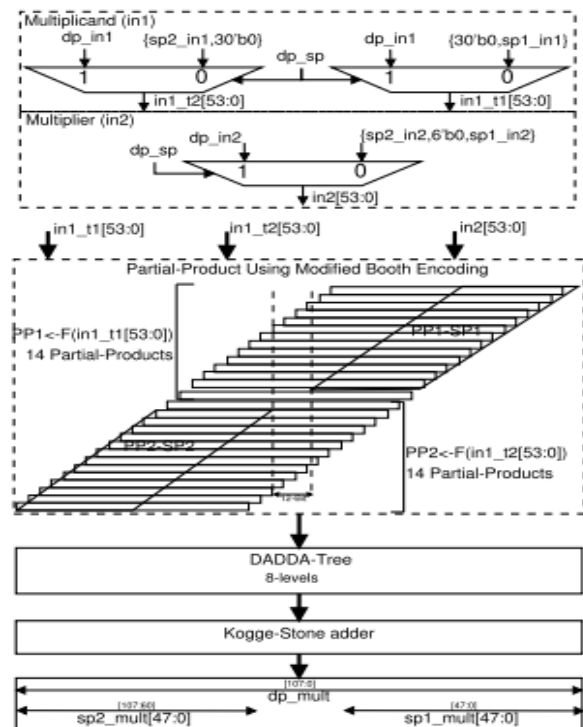 Multiplicand (in1)
dp_in1
{sp2_in1,30'b0}
dp_in1
{30'b0,sp1_in1}
dp_sp
1
0
1
0
in1_t2[53:0]
in1_t1[53:0]
Multiplier (in2)
dp_in2
{sp2_in2,6'b0,sp1_in2}
dp_sp
1
0
in2[53:0]
in1_t1[53:0]
in1_t2[53:0]
in2[53:0]
Partial-Product Using Modified Booth Encoding
PP1<-F(in1_t1[53:0])
14 Partial-Products
PP1-SP1
PP2-SP2
PP2<-F(in1_t2[53:0])
14 Partial-Products
DADDA-Tree
8-levels
Kogge-Stone adder
[107:0]
dp_mult
[107:60]
sp2_mult[47:0]
[47:0]
sp1_mult[47:0]